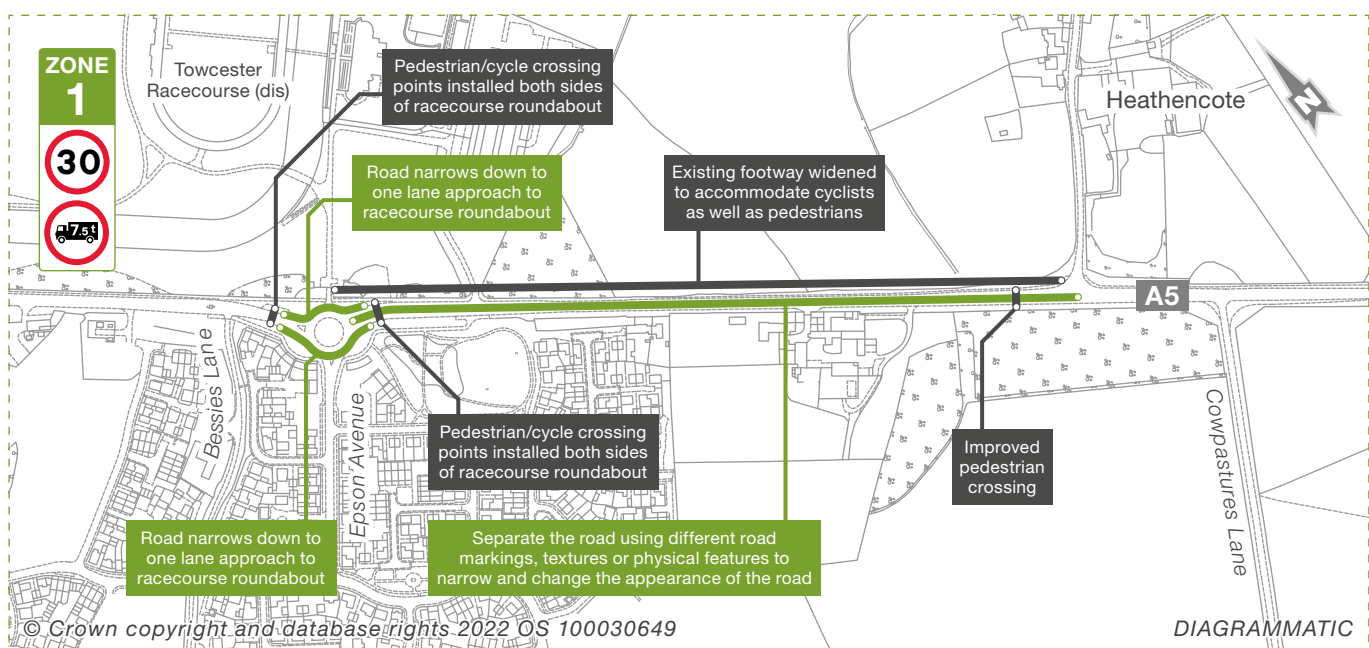 ZONE
1
30
7.5t
Towcester
Racecourse (dis)
Pedestrian/cycle crossing
points installed both sides
of racecourse roundabout
Road narrows down to
one lane approach to
racecourse roundabout
Existing footway widened
to accommodate cyclists
as well as pedestrians
Heathencote
N
A5
Bessies Lane
Epson Avenue
Pedestrian/cycle crossing
points installed both sides
of racecourse roundabout
Improved
pedestrian
crossing
Cowpastures Lane
Road narrows down to
one lane approach to
racecourse roundabout
Separate the road using different road
markings, textures or physical features to
narrow and change the appearance of the road
© Crown copyright and database rights 2022 OS 100030649
DIAGRAMMATIC